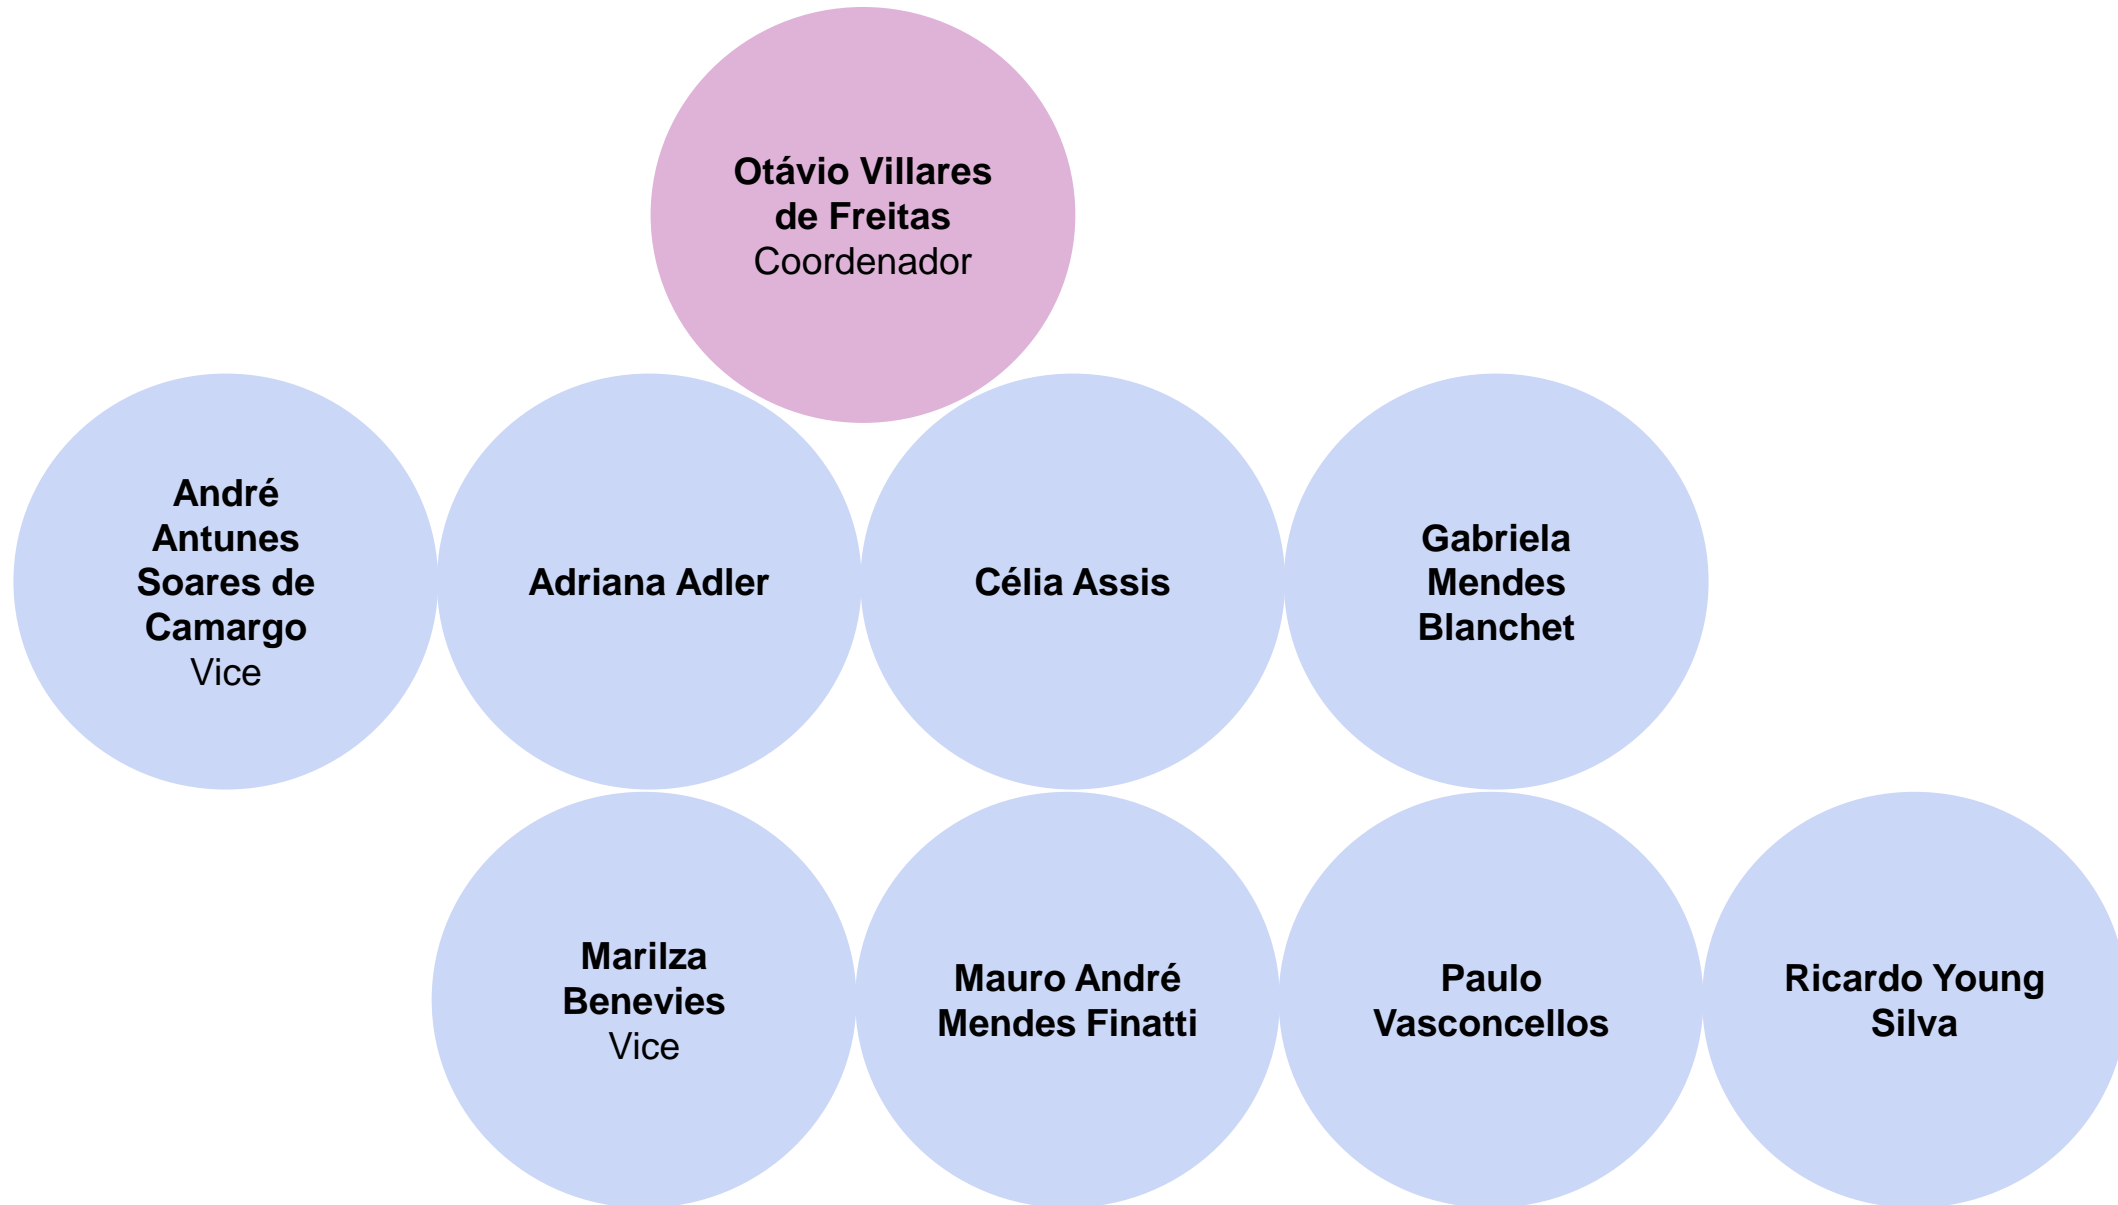 Otávio Villares
de Freitas
Coordenador
André
Antunes
Soares de
Camargo
Vice
Adriana Adler
Célia Assis
Gabriela
Mendes
Blanchet
Marilza
Benevies
Vice
Mauro André
Mendes Finatti
Paulo
Vasconcellos
Ricardo Young
Silva